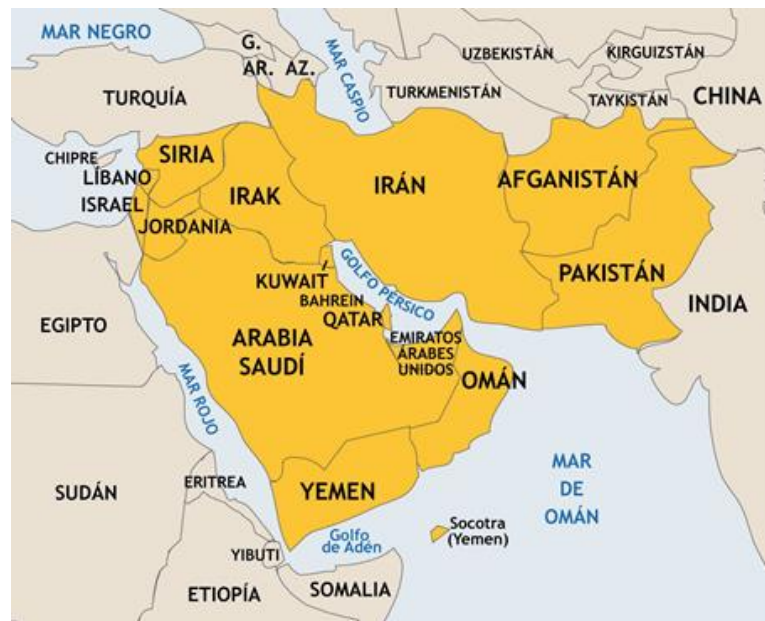 MAR NEGRO
G.
AR. AZ.
MAR CASPIO
UZBEKISTÁN
KIRGUIZSTÁN
TURQUÍA
TURKMENISTÁN
TAYKISTÁN
CHINA
CHIPRE
SIRIA
LÍBANO
IRAK
IRÁN
AFGANISTÁN
ISRAEL
JORDANIA
KUWAIT
GOLFO PÉRSICO
PAKISTÁN
BAHREIN
QATAR
INDIA
EGIPTO
ARABIA
SAUDÍ
EMIRATOS
ÁRABES
UNIDOS
OMÁN
MAR ROJO
MAR
DE
OMÁN
SUDÁN
ERITREA
YEMEN
Golfo
de Adén
Socotra
(Yemen)
YIBUTI
ETIOPÍA
SOMALIA